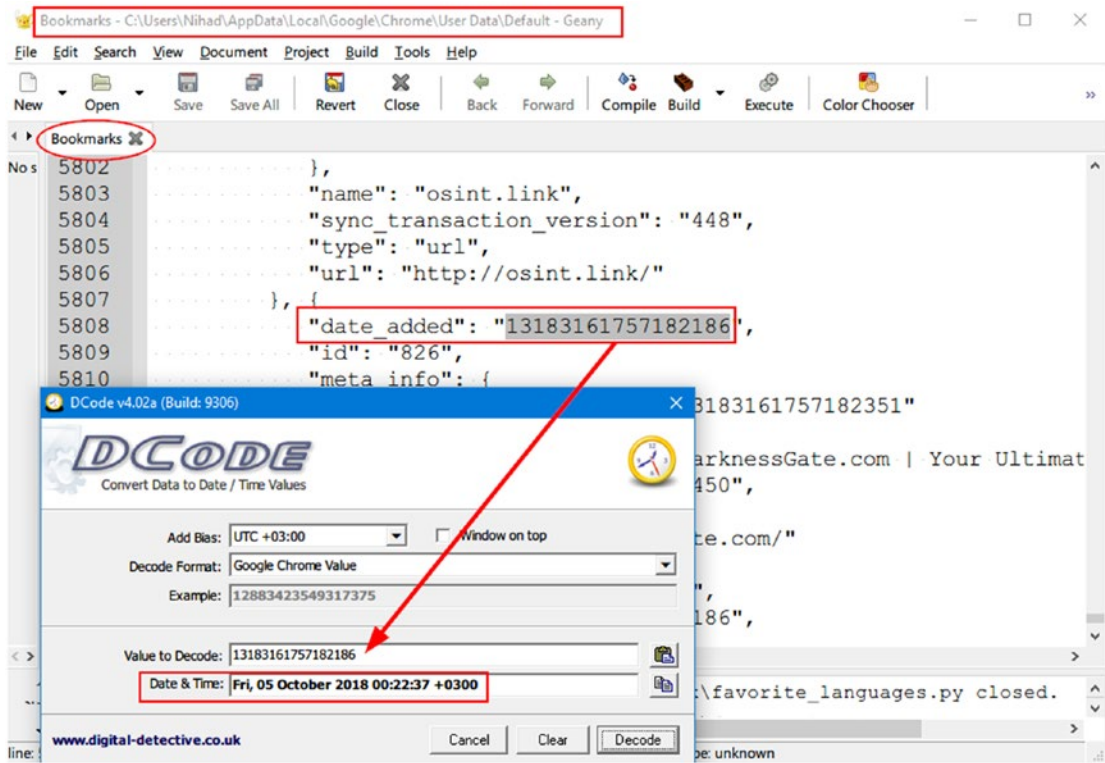 Bookmarks - C:\Users\Nihad\AppData\Local\Google\Chrome\User Data\Default - Geany
File Edit Search View Document Project Build Tools Help
New Open Save Save All Revert Close Back Forward Compile Build Execute Color Chooser
Bookmarks
No s
5802 },
5803 "name": "osint.link",
5804 "sync_transaction_version": "448",
5805 "type": "url",
5806 "url": "http://osint.link/"
5807 }, {
5808 "date_added": "13183161757182186",
5809 "id": "826",
5810 "meta_info": {
3183161757182351"
arknessGate.com | Your Ultimat
450",
te.com/"
",
186",
DCode v4.02a (Build: 9306)
DCODE
Convert Data to Date / Time Values
Add Bias: UTC +03:00 Window on top
Decode Format: Google Chrome Value
Example: 12883423549317375
Value to Decode: 13183161757182186
Date & Time: Fri, 05 October 2018 00:22:37 +0300
www.digital-detective.co.uk Cancel Clear Decode
\favorite_languages.py closed.
line:
pe: unknown